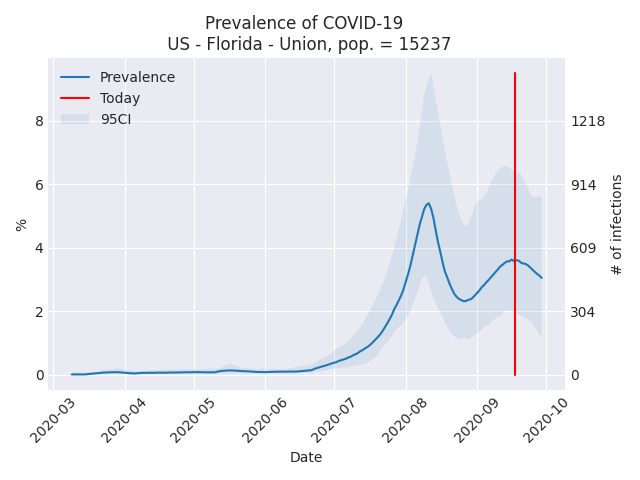 Prevalence of COVID-19
US - Florida - Union, pop. = 15237
Prevalence
Today
95CI
8
6
4
2
0
%
1218
914
609
304
0
# of infections
2020-03
2020-04
2020-05
2020-06
2020-07
2020-08
2020-09
2020-10
Date